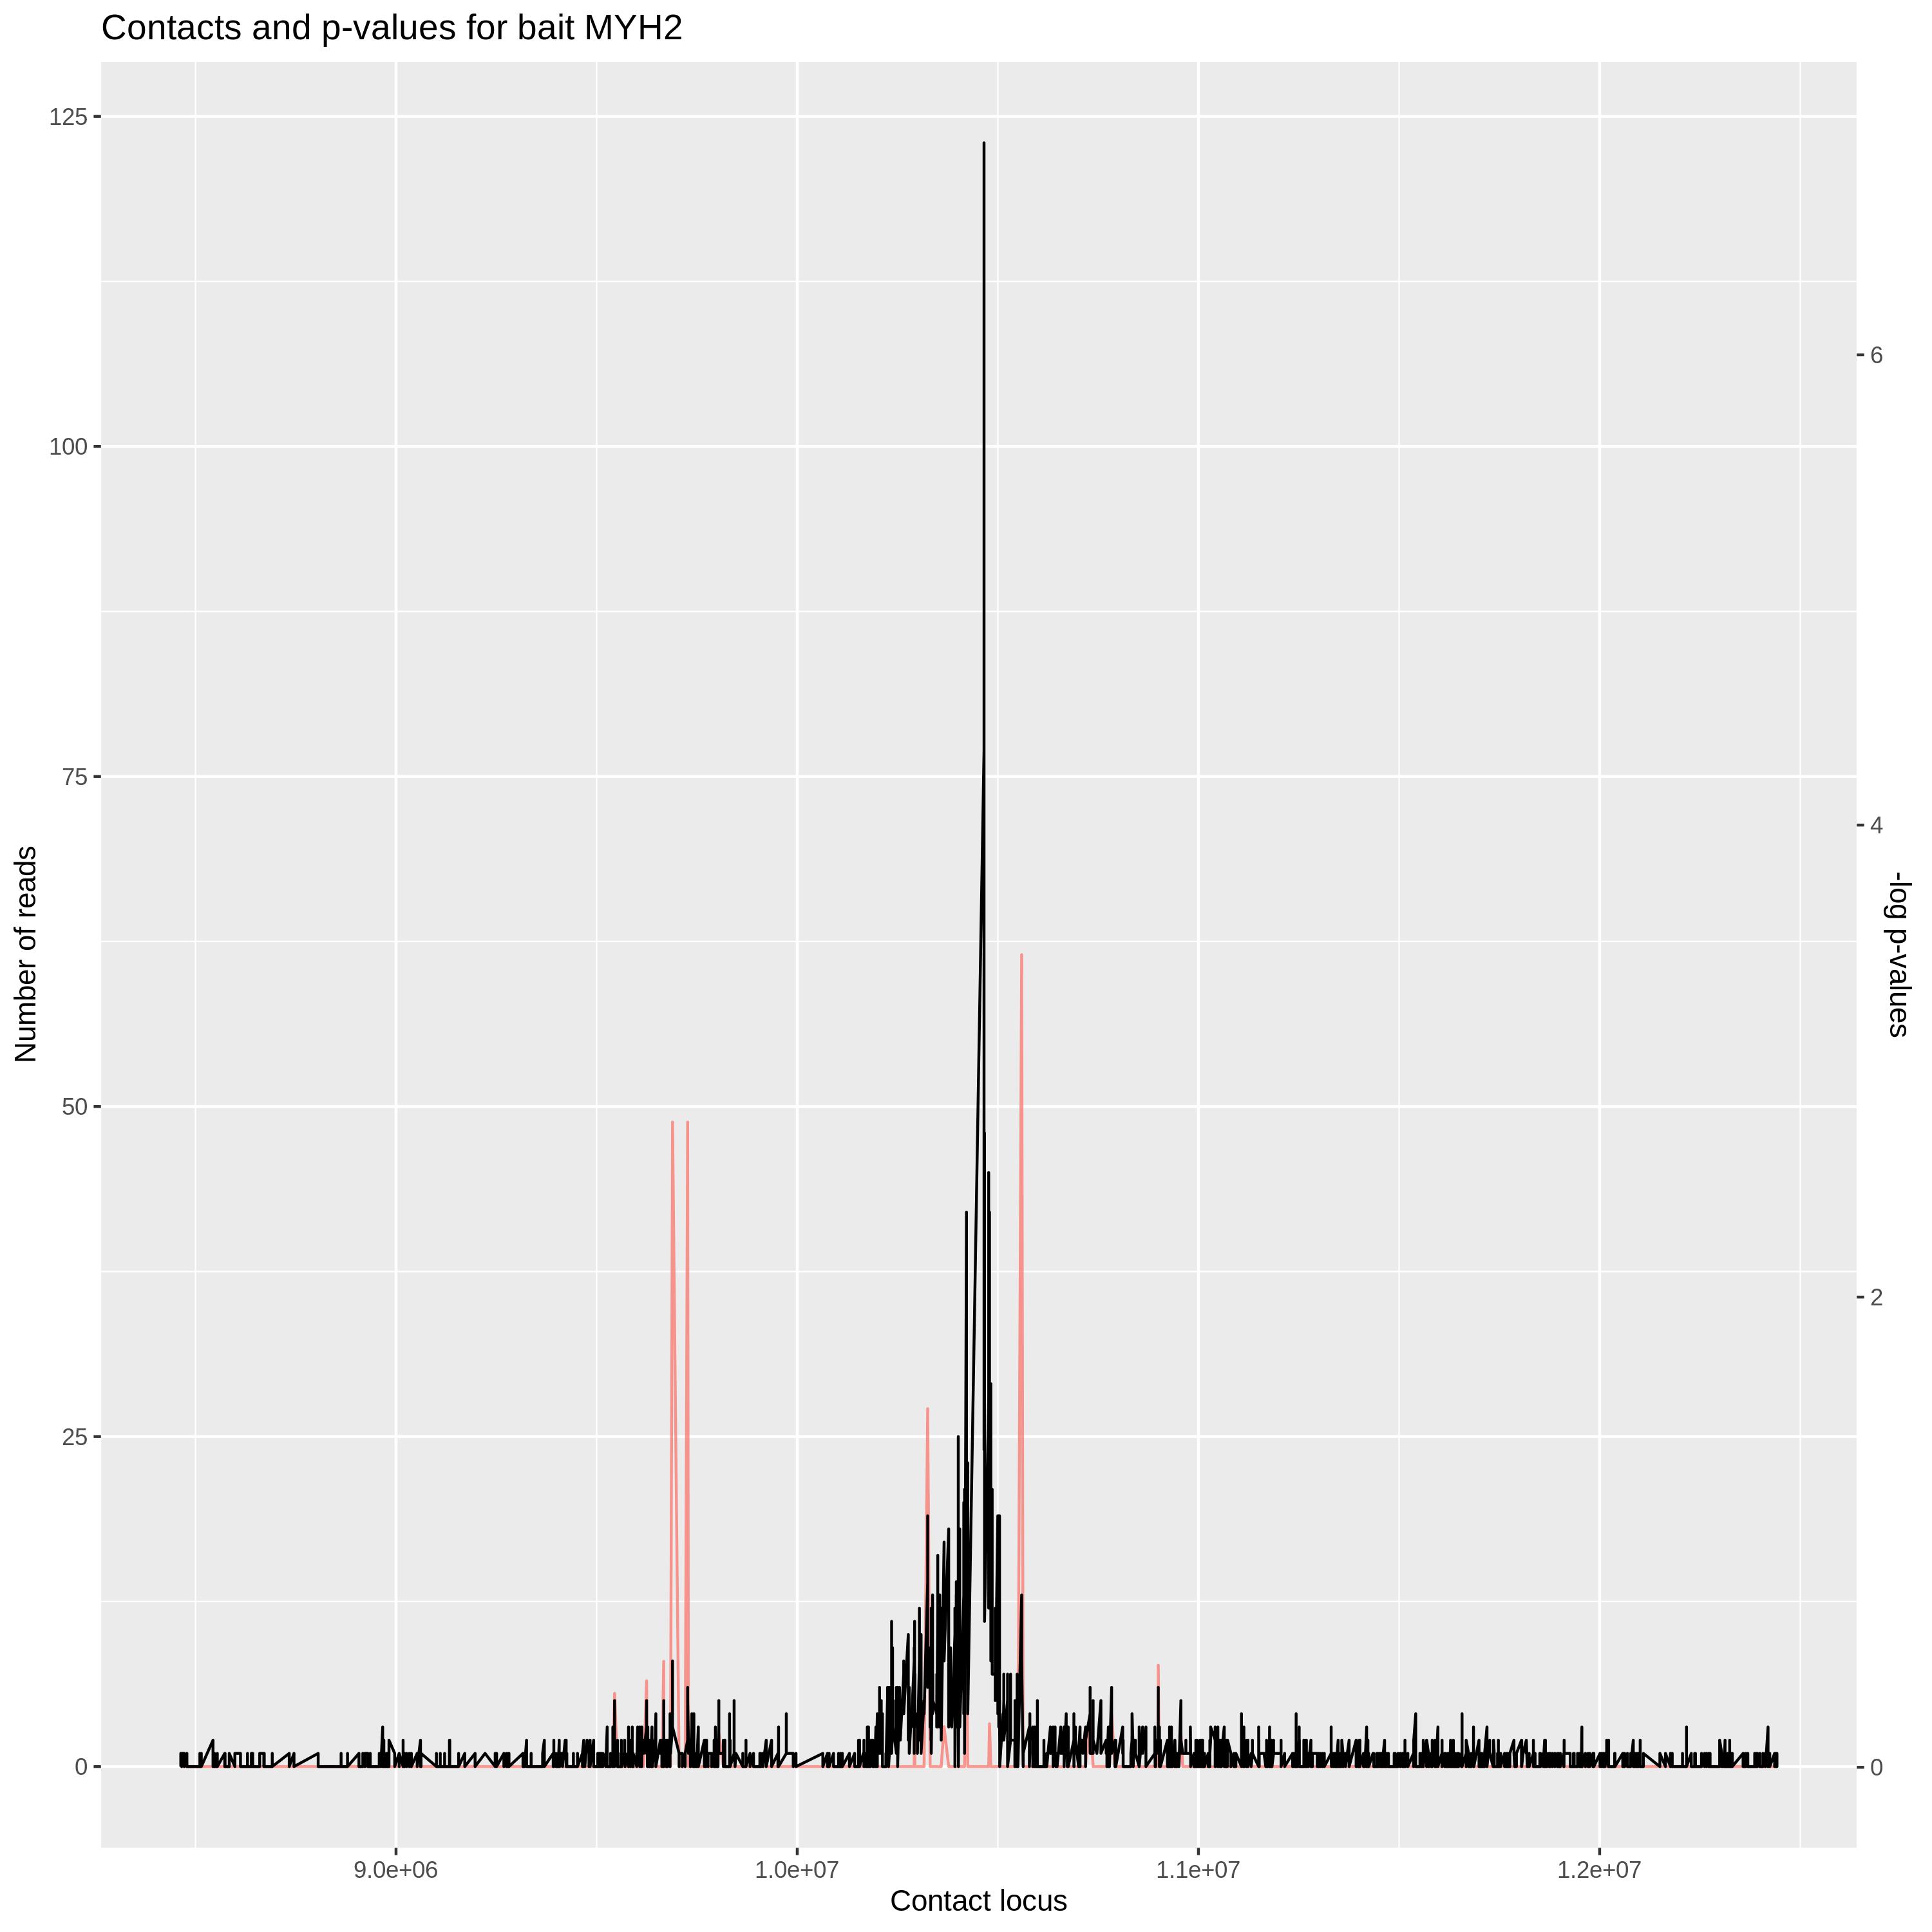 Contacts and p-values for bait MYH2
125
100
75
50
25
0
Number of reads
6
4
2
0
-log p-values
9.0e+06
1.0e+07
1.1e+07
1.2e+07
Contact locus